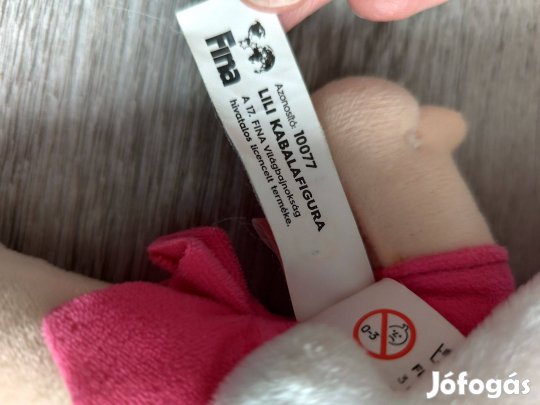 Fina
Azonosító: 10077
LILI KABALAFIGURA
A 17. FINA Világbajnokság
hivatalos licencelt terméke.
0-3
Jófogás